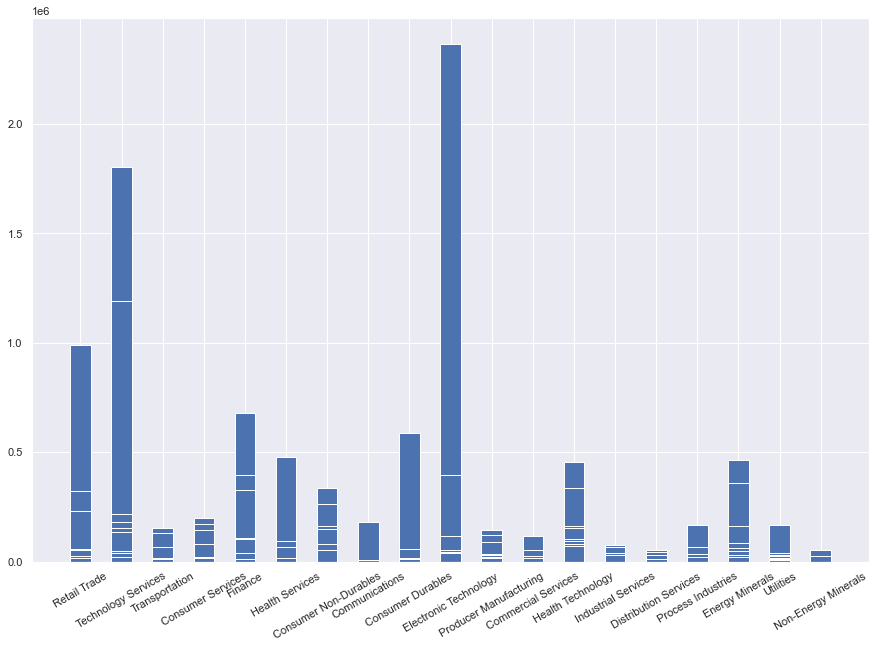 1e6
2.0
1.5
1.0
0.5
0.0
Retail Trade
Technology Services
Transportation
Consumer Services
Finance
Health Services
Consumer Non-Durables
Communications
Consumer Durables
Electronic Technology
Producer Manufacturing
Commercial Services
Health Technology
Industrial Services
Distribution Services
Process Industries
Energy Minerals
Utilities
Non-Energy Minerals